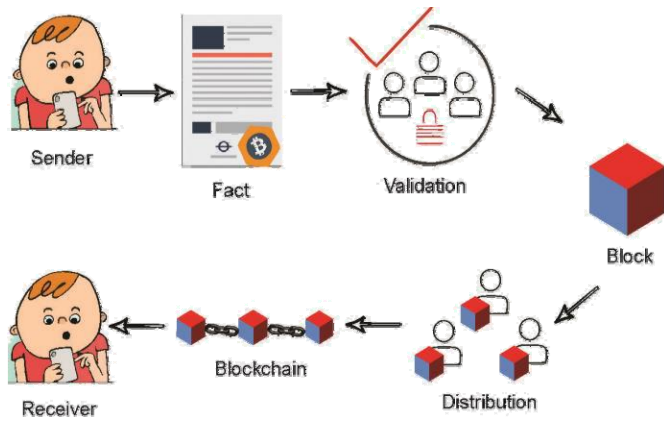 Sender
Fact
Validation
Block
Distribution
Blockchain
Receiver